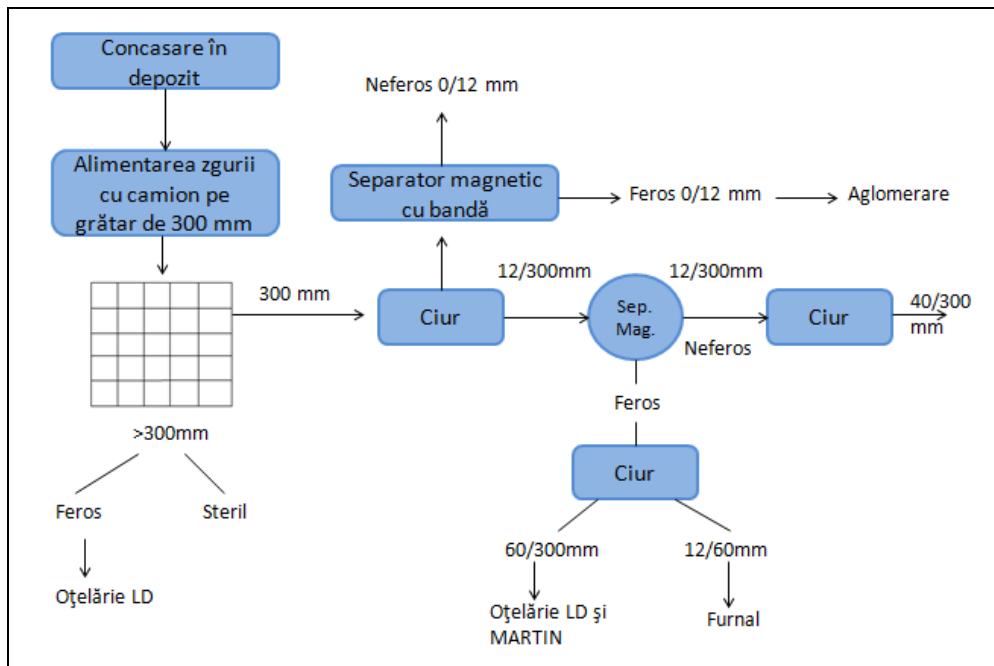 Concasare în
depozit
Alimentarea zgurii
cu camion pe
grătar de 300 mm
300 mm
>300mm
Feros
Steril
Oţelărie LD
Neferos 0/12 mm
Separator magnetic
cu bandă
Feros 0/12 mm
Aglomerare
Ciur
12/300mm
Sep.
Mag.
12/300mm
Neferos
Ciur
40/300
mm
Feros
Ciur
60/300mm
12/60mm
Oţelărie LD şi
MARTIN
Furnal